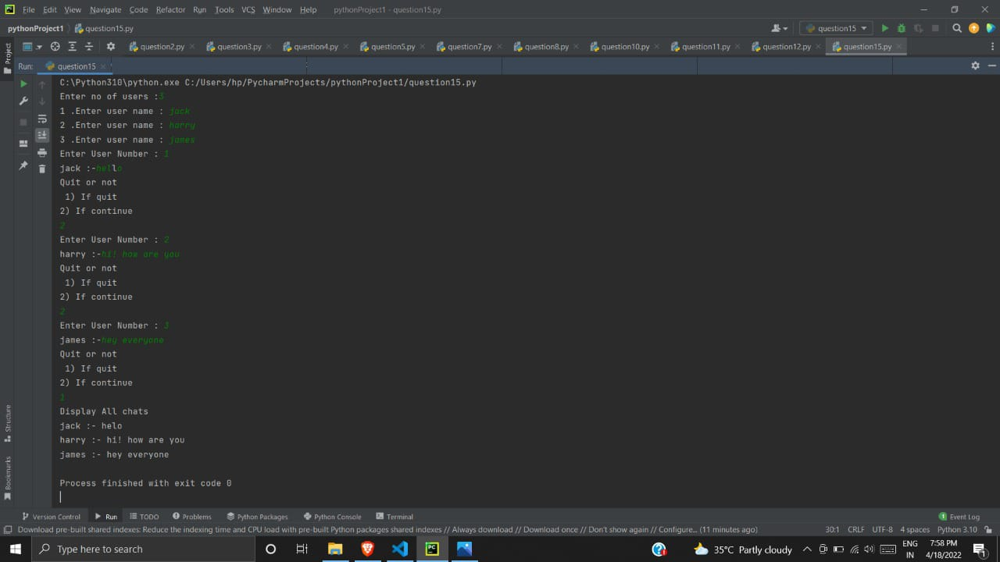 File Edit View Navigate Code Refactor Run Tools VCS Window Help pythonProject1 - question15.py
pythonProject1 question15.py question15
Project
question2.py question3.py question4.py question5.py question7.py question8.py question10.py question11.py question12.py question15.py
Run: question15
C:\Python310\python.exe C:/Users/hp/PycharmProjects/pythonProject1/question15.py
Enter no of users :3
1 .Enter user name : jack
2 .Enter user name : harry
3 .Enter user name : james
Enter User Number : 1
jack :-hello
Quit or not
1) If quit
2) If continue
2
Enter User Number : 2
harry :-hi! how are you
Quit or not
1) If quit
2) If continue
2
Enter User Number : 3
james :-hey everyone
Quit or not
1) If quit
2) If continue
1
Display All chats
jack :- helo
harry :- hi! how are you
james :- hey everyone
Process finished with exit code 0
Structure
Bookmarks
Version Control Run TODO Problems Python Packages Python Console Terminal 1 Event Log
Download pre-built shared indexes: Reduce the indexing time and CPU load with pre-built Python packages shared indexes // Always download // Download once // Don't show again // Configure... (11 minutes ago) 30:1 CRLF UTF-8 4 spaces Python 3.10
Type here to search 35°C Partly cloudy ENG 7:58 PM
IN 4/18/2022 1